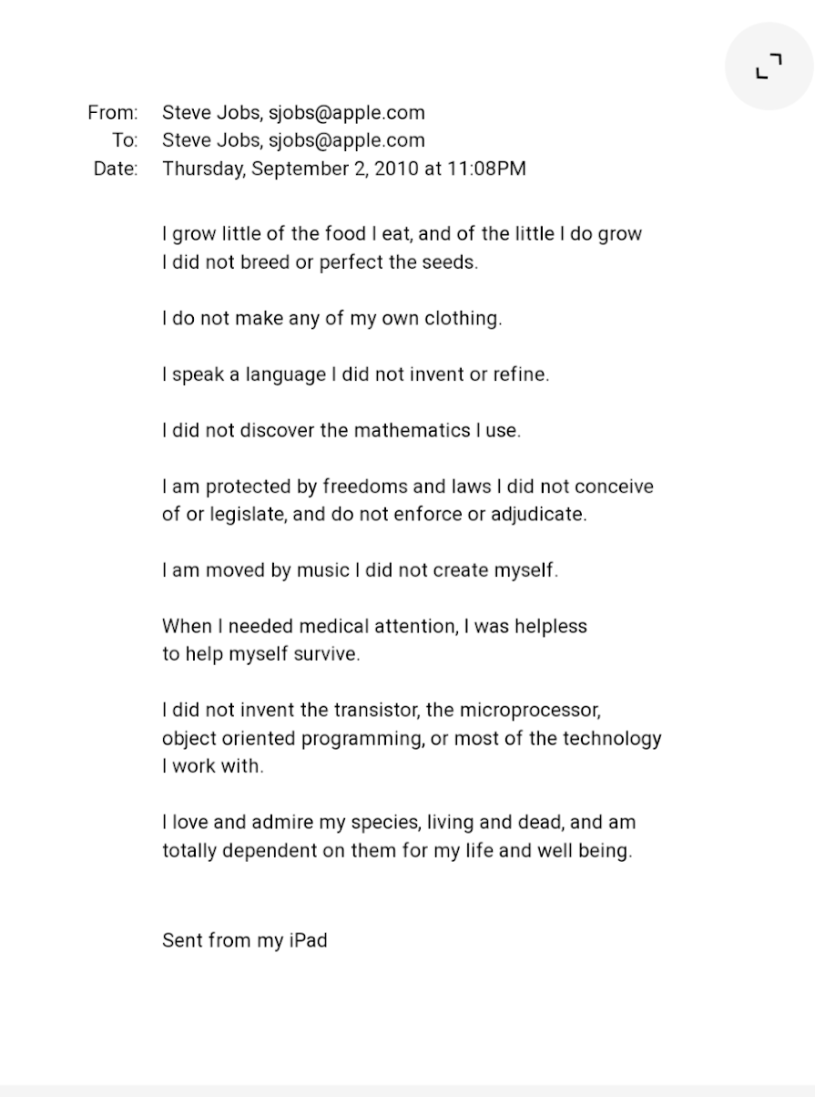 From: Steve Jobs, sjobs@apple.com
To: Steve Jobs, sjobs@apple.com
Date: Thursday, September 2, 2010 at 11:08PM
I grow little of the food I eat, and of the little I do grow
I did not breed or perfect the seeds.
I do not make any of my own clothing.
I speak a language I did not invent or refine.
I did not discover the mathematics I use.
I am protected by freedoms and laws I did not conceive
of or legislate, and do not enforce or adjudicate.
I am moved by music I did not create myself.
When I needed medical attention, I was helpless
to help myself survive.
I did not invent the transistor, the microprocessor,
object oriented programming, or most of the technology
I work with.
I love and admire my species, living and dead, and am
totally dependent on them for my life and well being.
Sent from my iPad